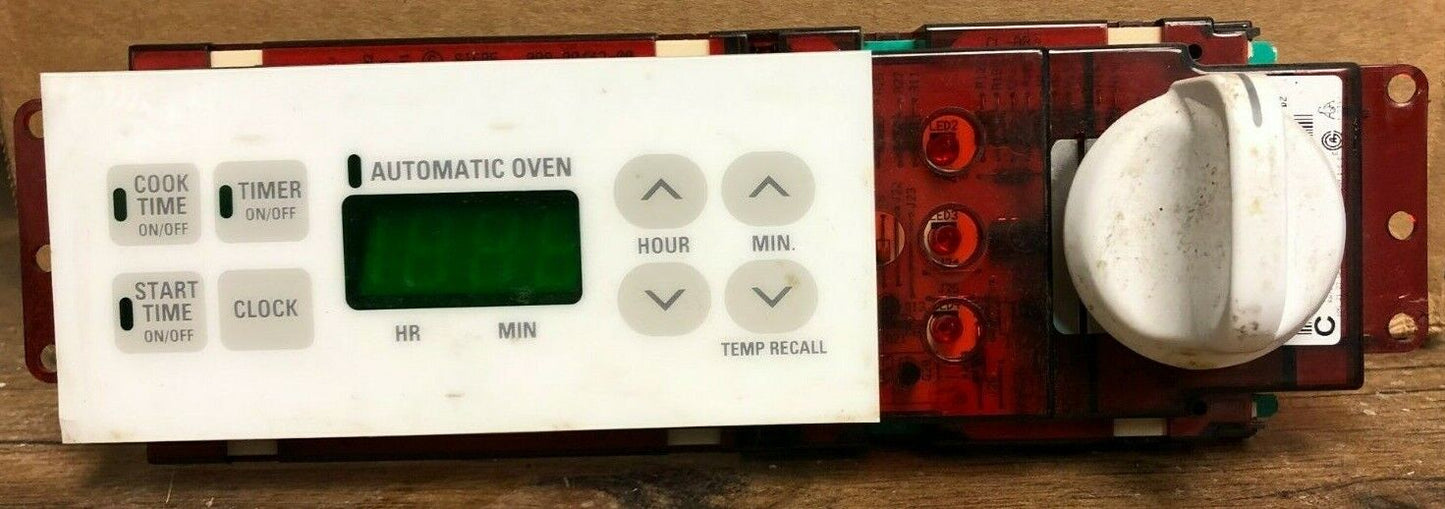 COOK
TIME
ON/OFF
TIMER
ON/OFF
START
TIME
ON/OFF
CLOCK
AUTOMATIC OVEN
HR MIN
HOUR
MIN.
TEMP RECALL
LED2
LED3
J23
C